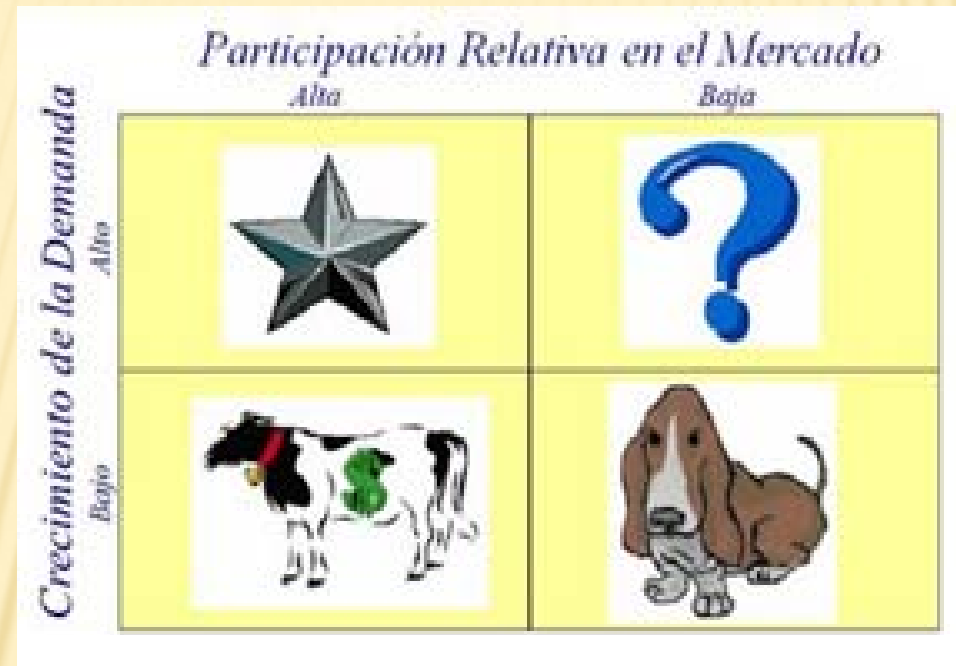 Participación Relativa en el Mercado
Alta
Baja
Crecimiento de la Demanda
Alto
Bajo
$